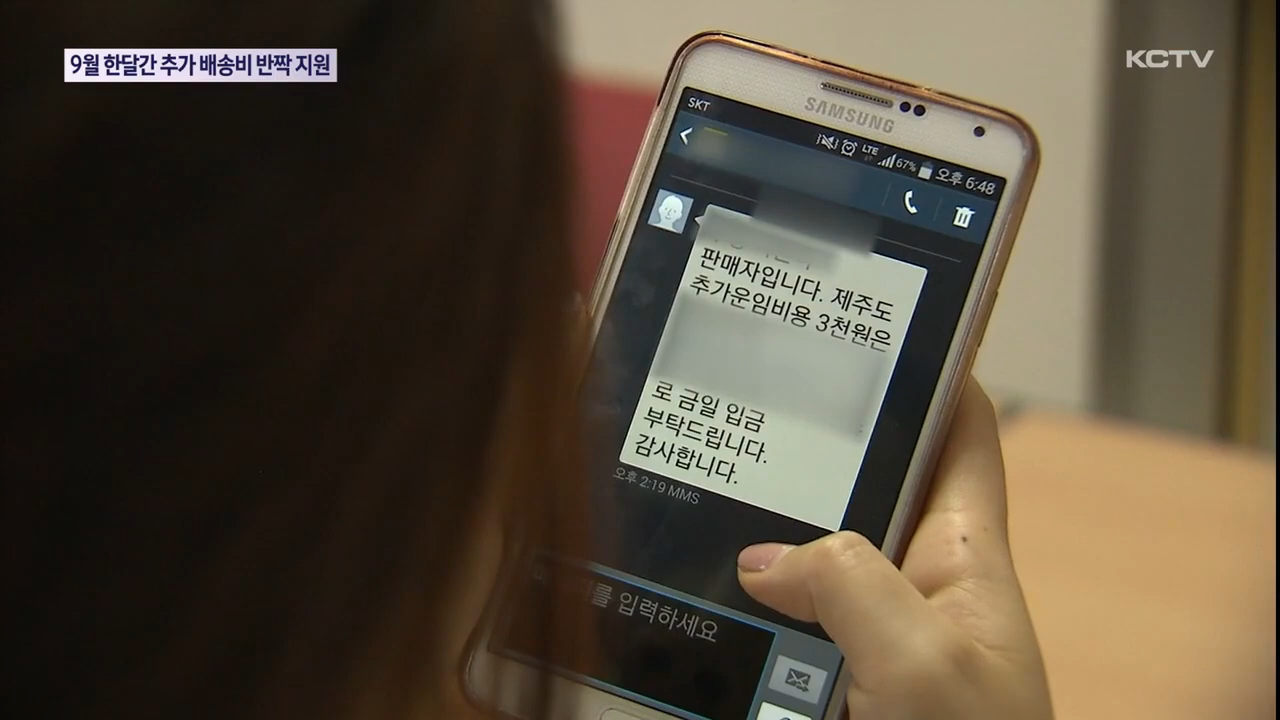 9월 한달간 추가 배송비 반짝 지원
KCTV
SAMSUNG
SKT
LTE 67% 오후 6:48
판매자입니다. 제주도
추가운임비용 3천원은
로 금일 입금
부탁드립니다.
감사합니다.
오후 2:19 MMS
를 입력하세요